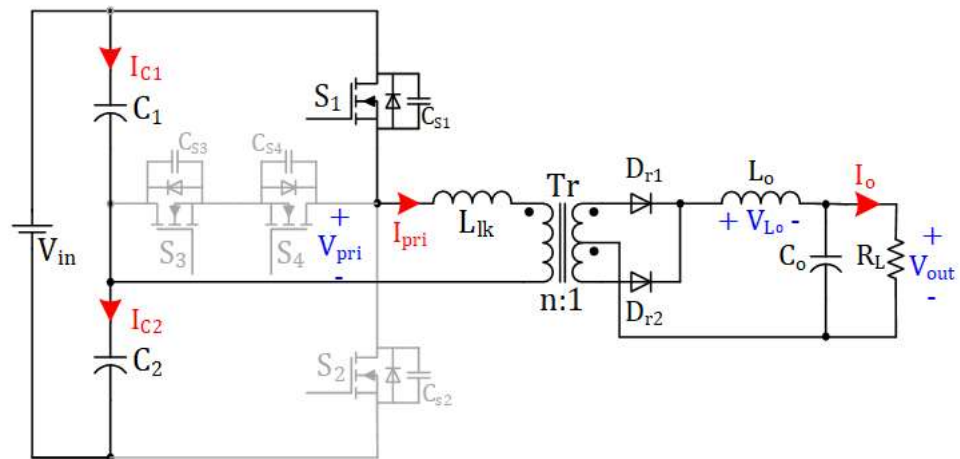 I_C1
C_1
S_1
C_S1
C_S3
C_S4
V_in
S_3
S_4
+
V_pri
-
I_pri
L_lk
Tr
n:1
D_r1
D_r2
L_o
+ V_Lo -
I_o
C_o
R_L
+
V_out
-
I_C2
C_2
S_2
C_s2